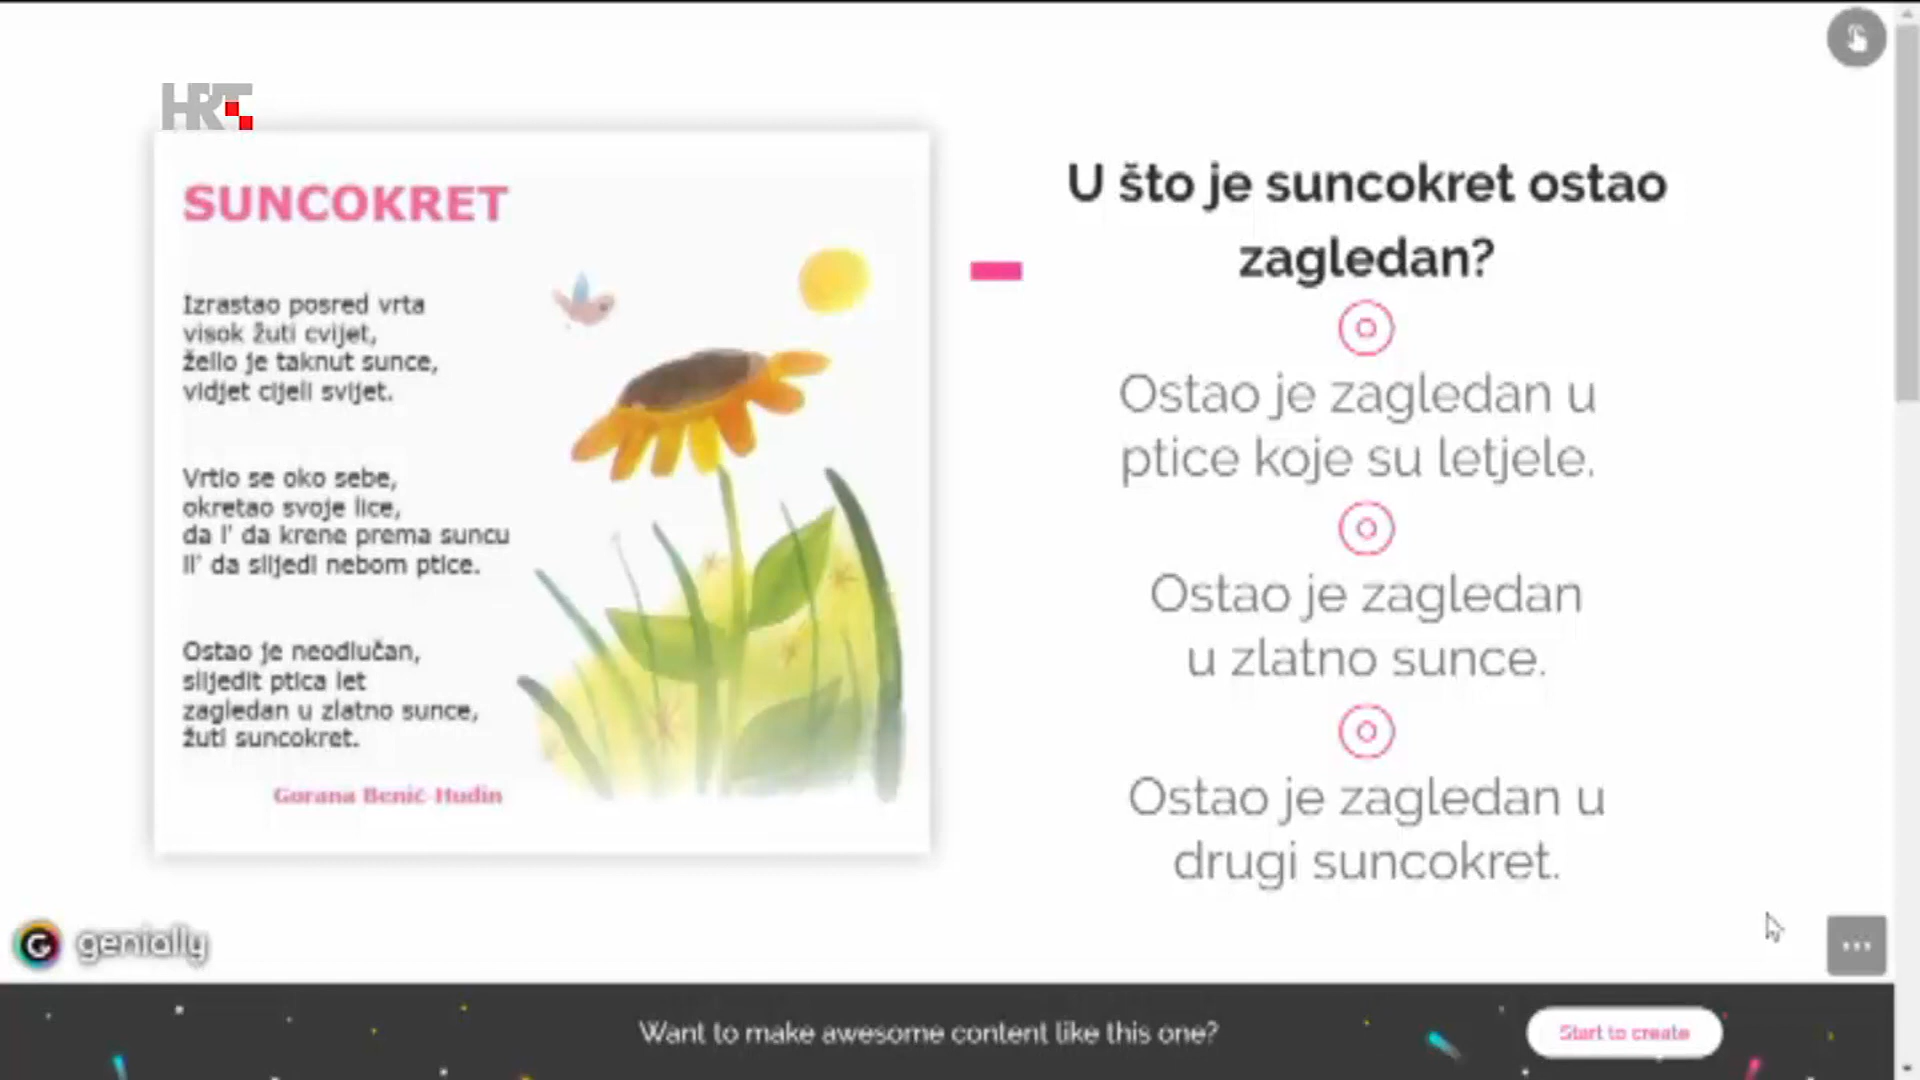 HRT
SUNCOKRET
Izrastao posred vrta
visok žuti cvijet,
želio je taknut sunce,
vidjet cijeli svijet.
Vrtio se oko sebe,
okretao svoje lice,
da l' da krene prema suncu
il' da slijedi nebom ptice.
Ostao je neodlučan,
slijedit ptica let
zagledan u zlatno sunce,
žuti suncokret.
Gorana Benić-Hudin
U što je suncokret ostao
zagledan?
Ostao je zagledan u
ptice koje su letjele.
Ostao je zagledan
u zlatno sunce.
Ostao je zagledan u
drugi suncokret.
genially
Want to make awesome content like this one?
Start to create